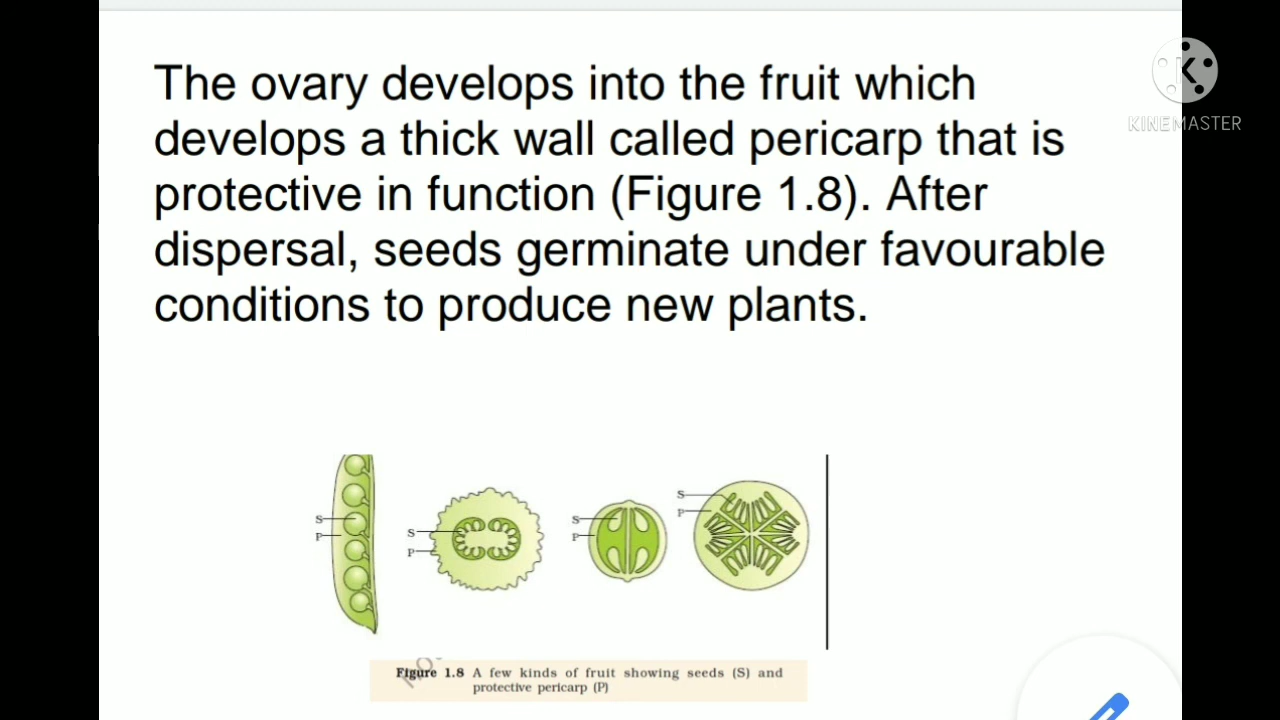 The ovary develops into the fruit which
develops a thick wall called pericarp that is
protective in function (Figure 1.8). After
dispersal, seeds germinate under favourable
conditions to produce new plants.
KINEMASTER
S
P
S
P
S
P
S
P
Figure 1.8 A few kinds of fruit showing seeds (S) and
protective pericarp (P)